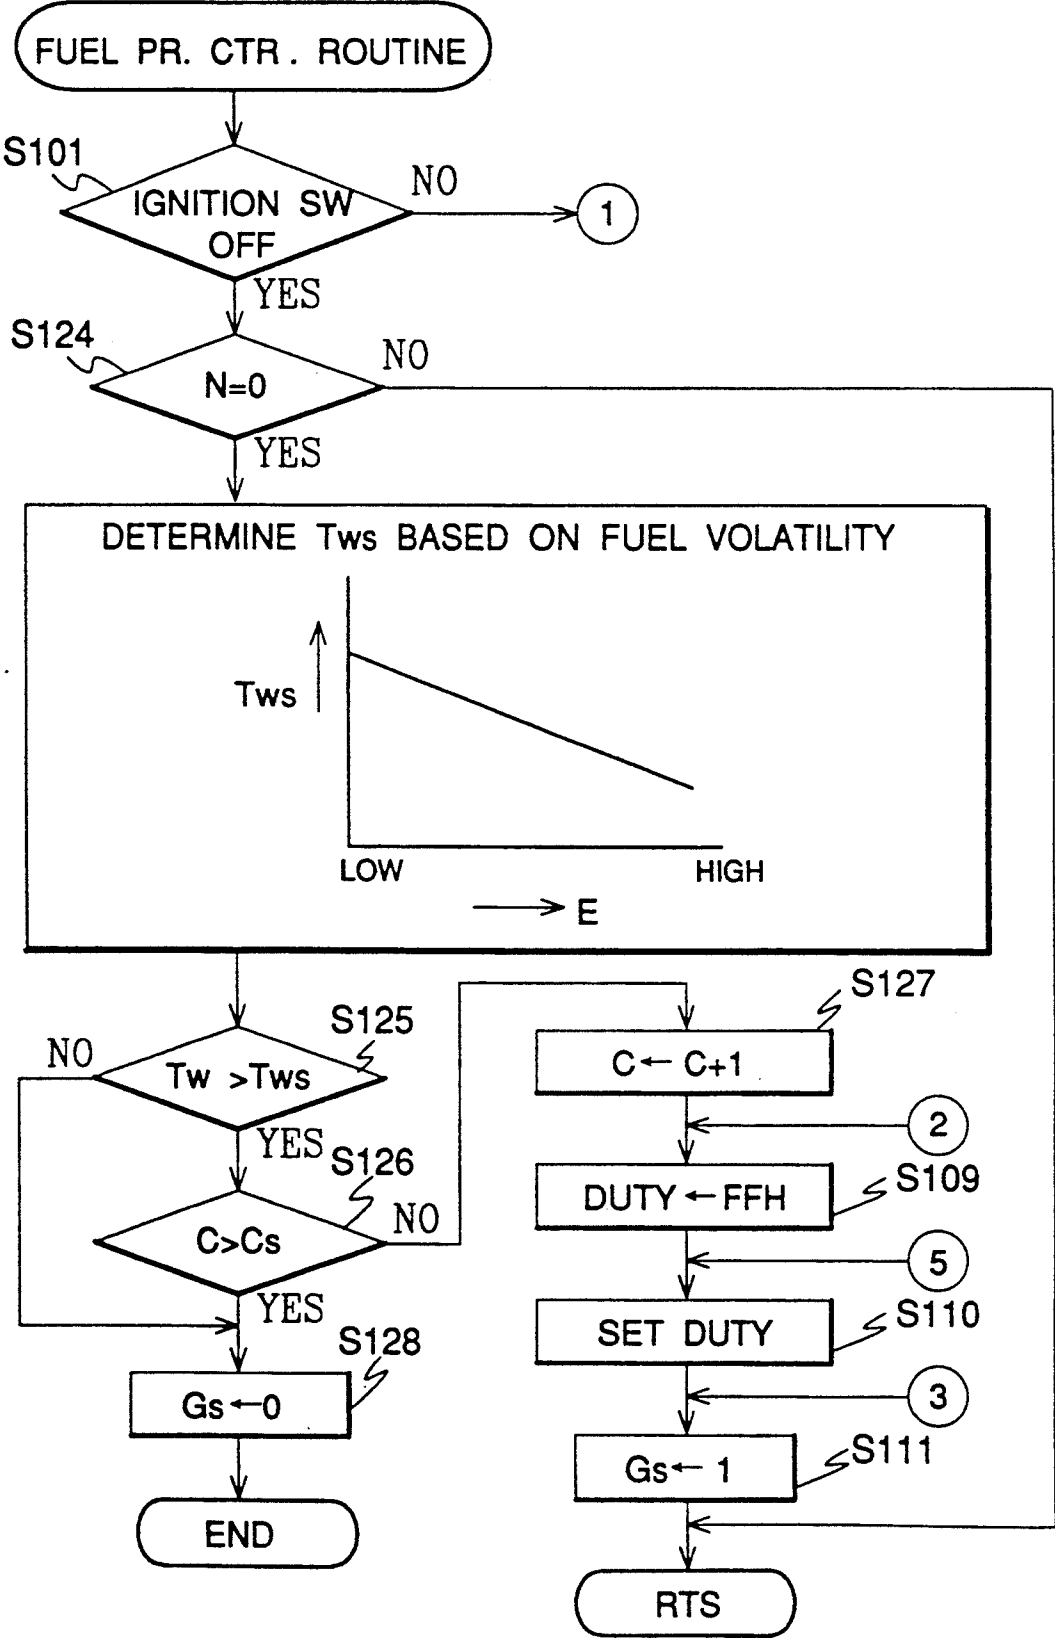 FUEL PR. CTR. ROUTINE
S101
IGNITION SW
OFF
NO
1
YES
S124
N=0
NO
YES
DETERMINE Tws BASED ON FUEL VOLATILITY
Tws
LOW
HIGH
E
S125
NO
Tw >Tws
YES
S126
C>Cs
NO
YES
S128
Gs←0
END
S127
C← C+1
2
DUTY ←FFH
S109
5
SET DUTY
S110
3
Gs← 1
S111
RTS